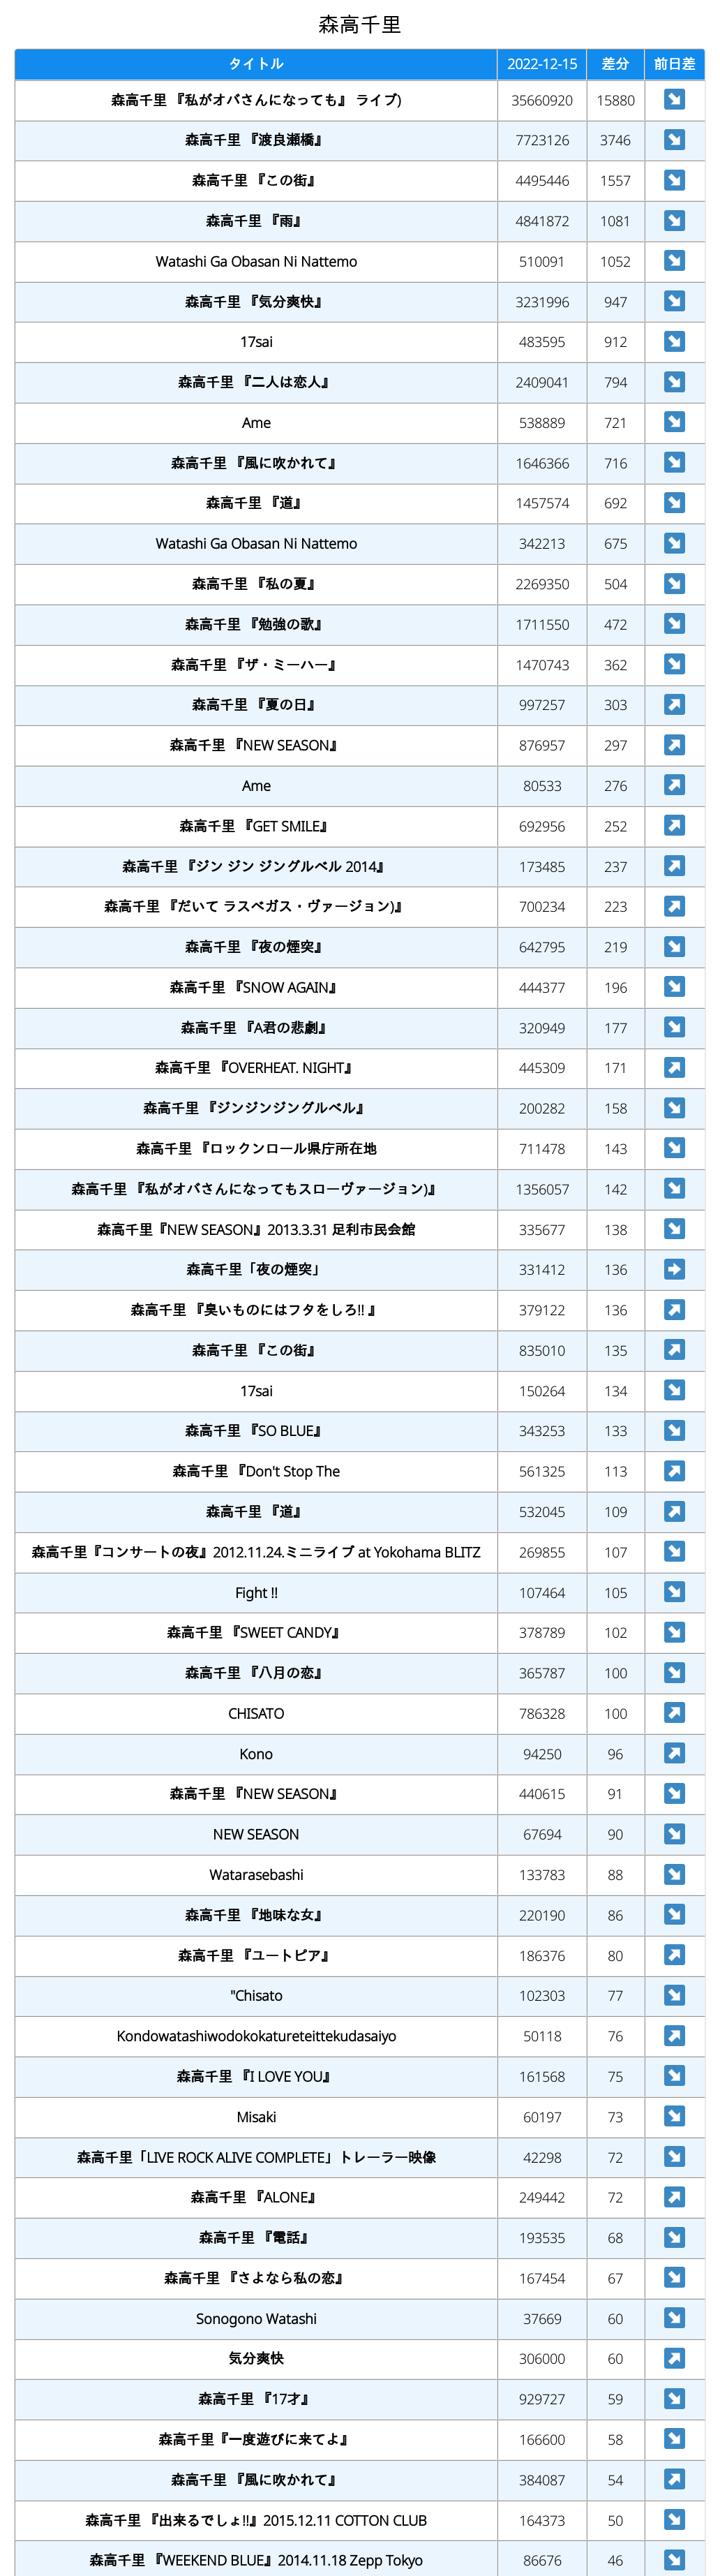 森高千里
タイトル 2022-12-15 差分 前日差
森高千里 『私がオバさんになっても』 ライブ) 35660920 15880 ↘
森高千里 『渡良瀬橋』 7723126 3746 ↘
森高千里 『この街』 4495446 1557 ↘
森高千里 『雨』 4841872 1081 ↘
Watashi Ga Obasan Ni Nattemo 510091 1052 ↘
森高千里 『気分爽快』 3231996 947 ↘
17sai 483595 912 ↘
森高千里 『二人は恋人』 2409041 794 ↘
Ame 538889 721 ↘
森高千里 『風に吹かれて』 1646366 716 ↘
森高千里 『道』 1457574 692 ↘
Watashi Ga Obasan Ni Nattemo 342213 675 ↘
森高千里 『私の夏』 2269350 504 ↘
森高千里 『勉強の歌』 1711550 472 ↘
森高千里 『ザ・ミーハー』 1470743 362 ↘
森高千里 『夏の日』 997257 303 ↗
森高千里 『NEW SEASON』 876957 297 ↗
Ame 80533 276 ↗
森高千里 『GET SMILE』 692956 252 ↗
森高千里 『ジン ジン ジングルベル 2014』 173485 237 ↗
森高千里 『だいて ラスベガス・ヴァージョン)』 700234 223 ↗
森高千里 『夜の煙突』 642795 219 ↘
森高千里 『SNOW AGAIN』 444377 196 ↘
森高千里 『A君の悲劇』 320949 177 ↘
森高千里 『OVERHEAT. NIGHT』 445309 171 ↗
森高千里 『ジンジンジングルベル』 200282 158 ↘
森高千里 『ロックンロール県庁所在地 711478 143 ↘
森高千里 『私がオバさんになってもスローヴァージョン)』 1356057 142 ↘
森高千里『NEW SEASON』2013.3.31 足利市民会館 335677 138 ↘
森高千里「夜の煙突」 331412 136 ➡
森高千里 『臭いものにはフタをしろ!! 』 379122 136 ↗
森高千里 『この街』 835010 135 ↗
17sai 150264 134 ↘
森高千里 『SO BLUE』 343253 133 ↘
森高千里 『Don't Stop The 561325 113 ↗
森高千里 『道』 532045 109 ↗
森高千里『コンサートの夜』2012.11.24.ミニライブ at Yokohama BLITZ 269855 107 ↘
Fight !! 107464 105 ↘
森高千里 『SWEET CANDY』 378789 102 ↘
森高千里 『八月の恋』 365787 100 ↘
CHISATO 786328 100 ↗
Kono 94250 96 ↗
森高千里 『NEW SEASON』 440615 91 ↘
NEW SEASON 67694 90 ↘
Watarasebashi 133783 88 ↘
森高千里 『地味な女』 220190 86 ↘
森高千里 『ユートピア』 186376 80 ↗
"Chisato 102303 77 ↘
Kondowatashiwodokokatureteittekudasaiyo 50118 76 ↗
森高千里 『I LOVE YOU』 161568 75 ↘
Misaki 60197 73 ↘
森高千里「LIVE ROCK ALIVE COMPLETE」トレーラー映像 42298 72 ↘
森高千里 『ALONE』 249442 72 ↗
森高千里 『電話』 193535 68 ↘
森高千里 『さよなら私の恋』 167454 67 ↘
Sonogono Watashi 37669 60 ↘
気分爽快 306000 60 ↗
森高千里 『17才』 929727 59 ↘
森高千里『一度遊びに来てよ』 166600 58 ↘
森高千里 『風に吹かれて』 384087 54 ↗
森高千里 『出来るでしょ!!』2015.12.11 COTTON CLUB 164373 50 ↘
森高千里 『WEEKEND BLUE』2014.11.18 Zepp Tokyo 86676 46 ↘